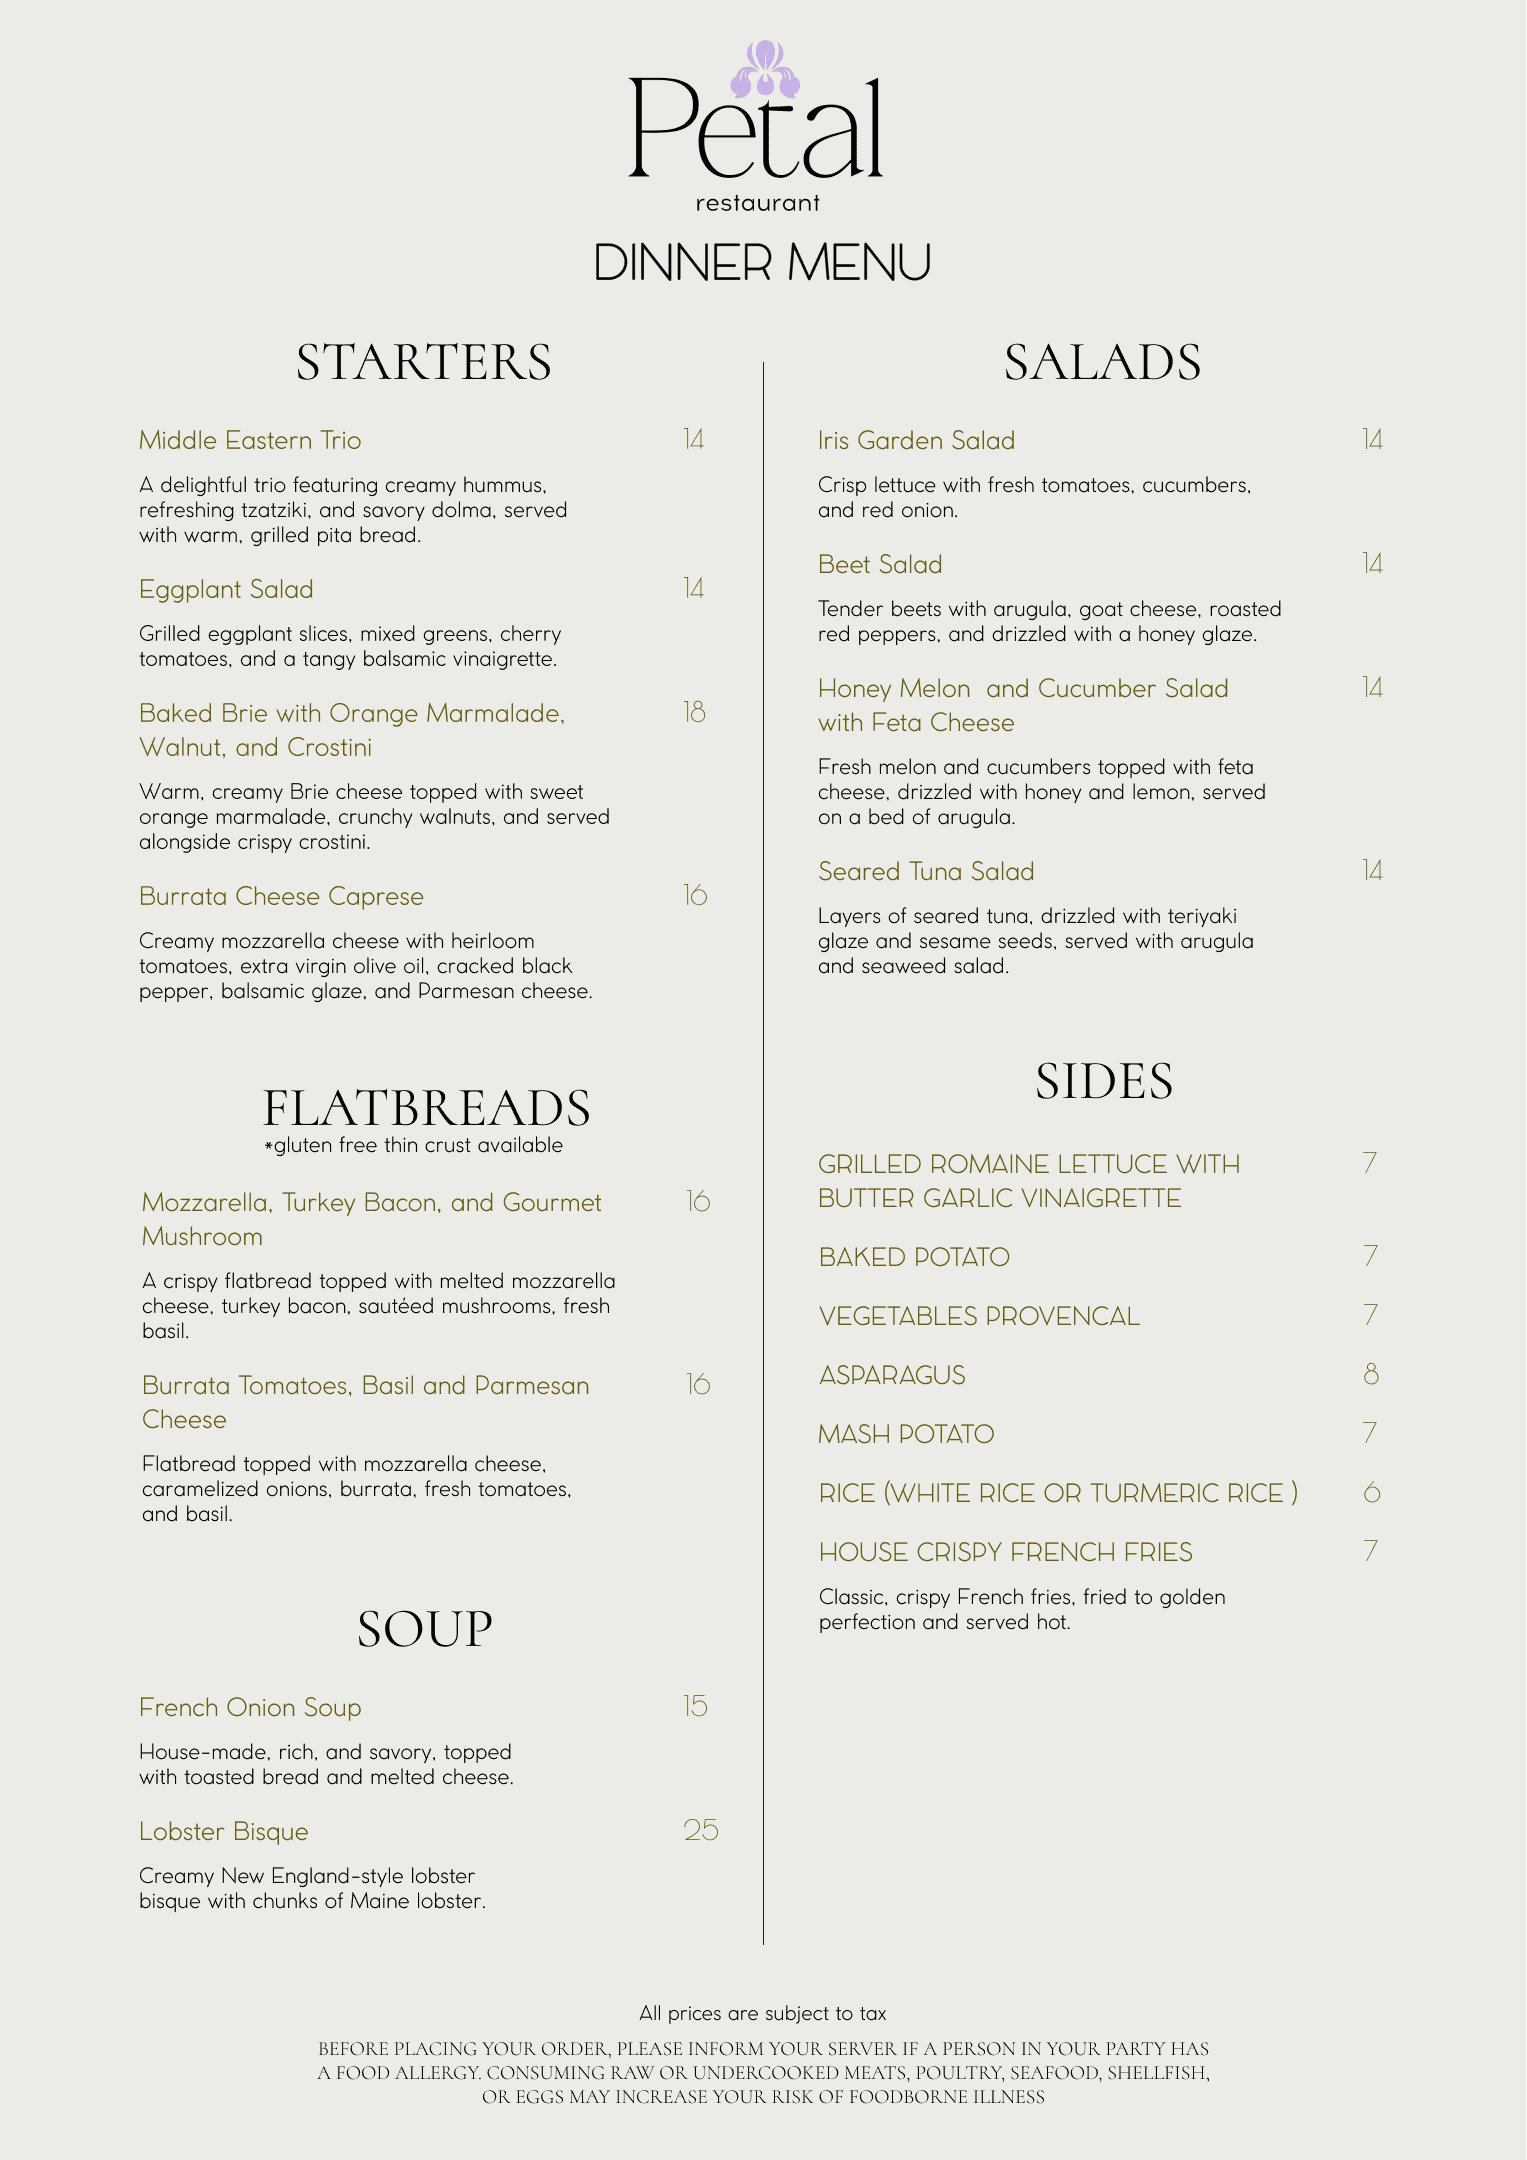 Petal
restaurant
DINNER MENU
STARTERS
Middle Eastern Trio 14
A delightful trio featuring creamy hummus,
refreshing tzatziki, and savory dolma, served
with warm, grilled pita bread.
Eggplant Salad 14
Grilled eggplant slices, mixed greens, cherry
tomatoes, and a tangy balsamic vinaigrette.
Baked Brie with Orange Marmalade, 18
Walnut, and Crostini
Warm, creamy Brie cheese topped with sweet
orange marmalade, crunchy walnuts, and served
alongside crispy crostini.
Burrata Cheese Caprese 16
Creamy mozzarella cheese with heirloom
tomatoes, extra virgin olive oil, cracked black
pepper, balsamic glaze, and Parmesan cheese.
FLATBREADS
*gluten free thin crust available
Mozzarella, Turkey Bacon, and Gourmet 16
Mushroom
A crispy flatbread topped with melted mozzarella
cheese, turkey bacon, sautéed mushrooms, fresh
basil.
Burrata Tomatoes, Basil and Parmesan 16
Cheese
Flatbread topped with mozzarella cheese,
caramelized onions, burrata, fresh tomatoes,
and basil.
SOUP
French Onion Soup 15
House-made, rich, and savory, topped
with toasted bread and melted cheese.
Lobster Bisque 25
Creamy New England-style lobster
bisque with chunks of Maine lobster.
SALADS
Iris Garden Salad 14
Crisp lettuce with fresh tomatoes, cucumbers,
and red onion.
Beet Salad 14
Tender beets with arugula, goat cheese, roasted
red peppers, and drizzled with a honey glaze.
Honey Melon and Cucumber Salad 14
with Feta Cheese
Fresh melon and cucumbers topped with feta
cheese, drizzled with honey and lemon, served
on a bed of arugula.
Seared Tuna Salad 14
Layers of seared tuna, drizzled with teriyaki
glaze and sesame seeds, served with arugula
and seaweed salad.
SIDES
GRILLED ROMAINE LETTUCE WITH 7
BUTTER GARLIC VINAIGRETTE
BAKED POTATO 7
VEGETABLES PROVENCAL 7
ASPARAGUS 8
MASH POTATO 7
RICE (WHITE RICE OR TURMERIC RICE ) 6
HOUSE CRISPY FRENCH FRIES 7
Classic, crispy French fries, fried to golden
perfection and served hot.
All prices are subject to tax
BEFORE PLACING YOUR ORDER, PLEASE INFORM YOUR SERVER IF A PERSON IN YOUR PARTY HAS
A FOOD ALLERGY. CONSUMING RAW OR UNDERCOOKED MEATS, POULTRY, SEAFOOD, SHELLFISH,
OR EGGS MAY INCREASE YOUR RISK OF FOODBORNE ILLNESS